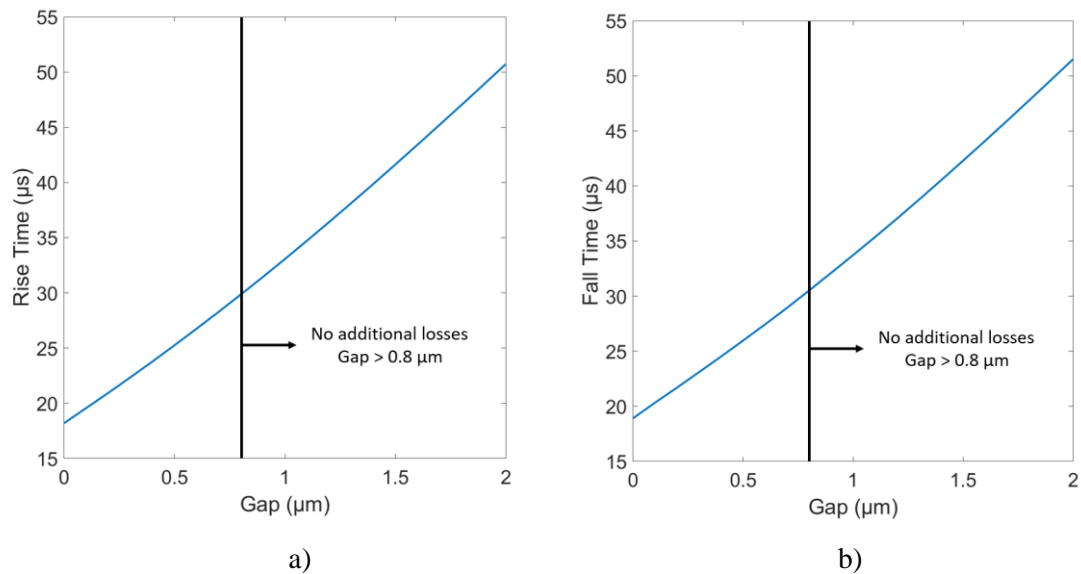 55
50
45
40
35
30
25
20
15
Rise Time (µs)
No additional losses
Gap > 0.8 µm
0 0.5 1 1.5 2
Gap (µm)
a)
55
50
45
40
35
30
25
20
15
Fall Time (µs)
No additional losses
Gap > 0.8 µm
0 0.5 1 1.5 2
Gap (µm)
b)